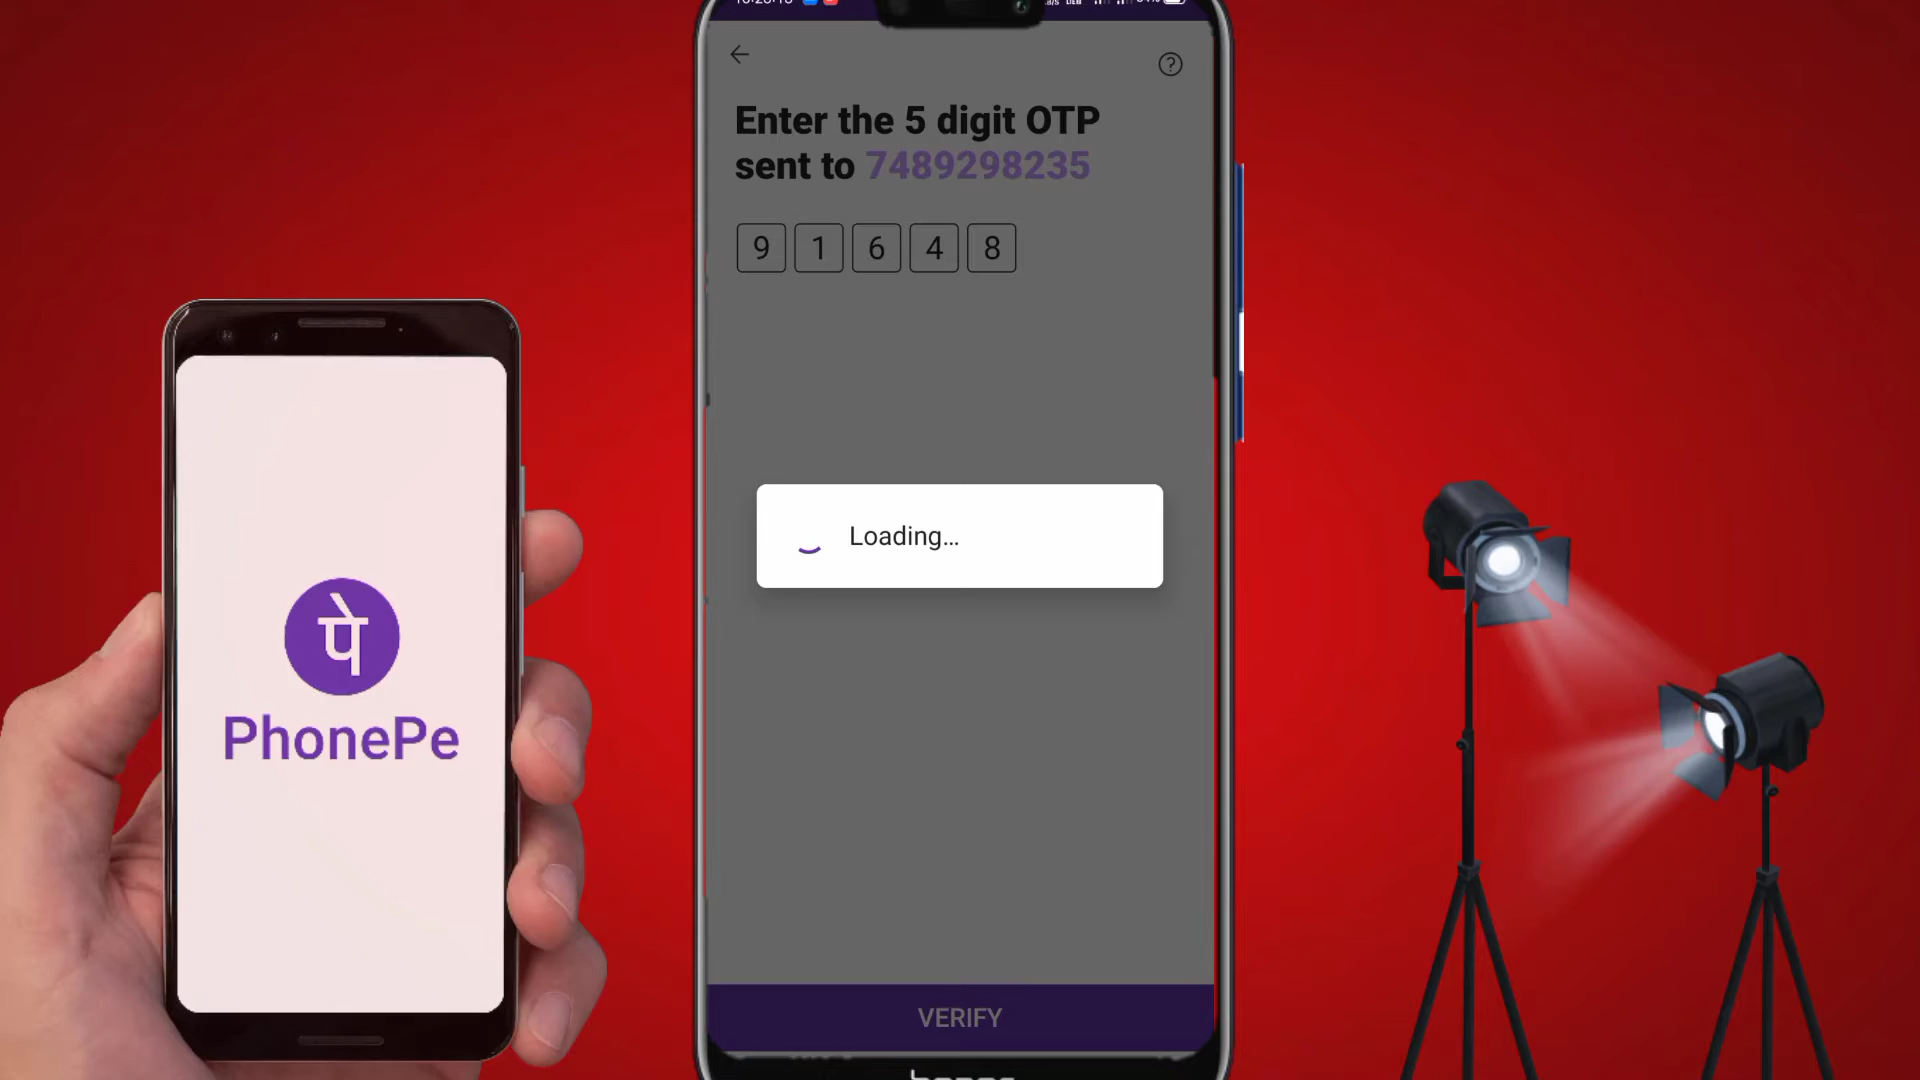 Enter the 5 digit OTP
sent to 7489298235
9 1 6 4 8
Loading...
VERIFY
पे
PhonePe